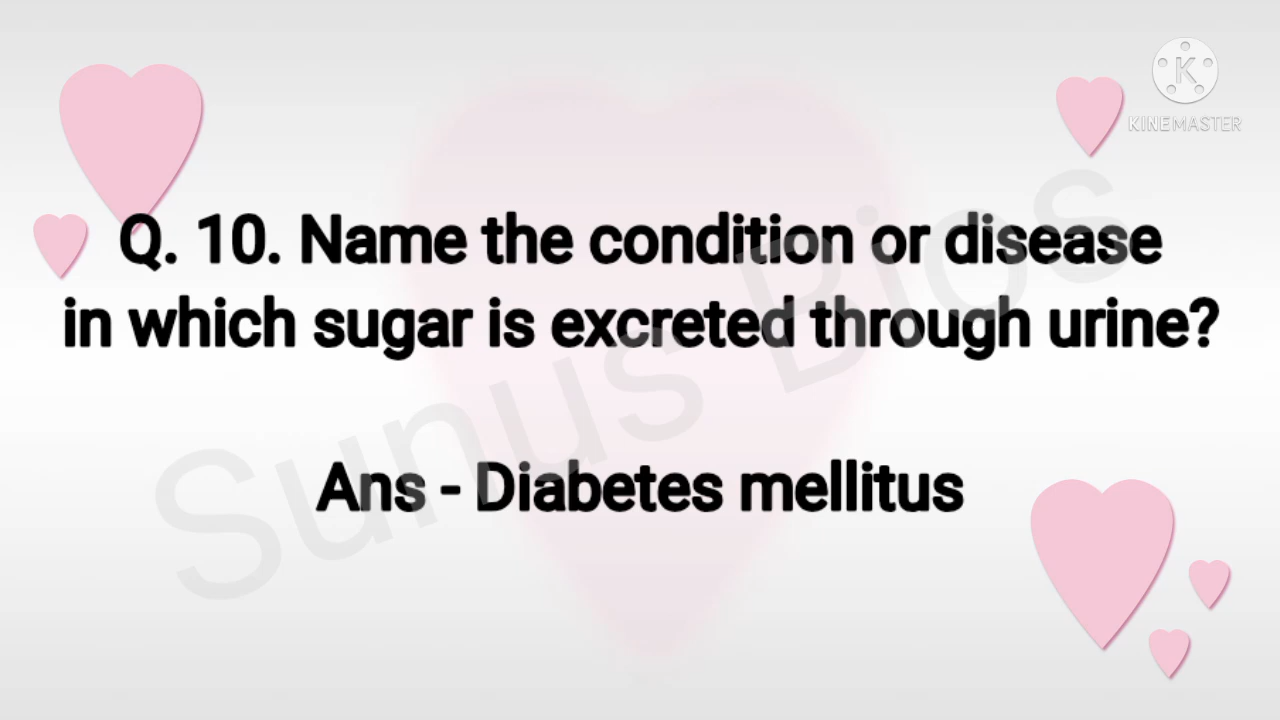 K
KINEMASTER
Q. 10. Name the condition or disease
in which sugar is excreted through urine?
Ans - Diabetes mellitus
Sunus Bios